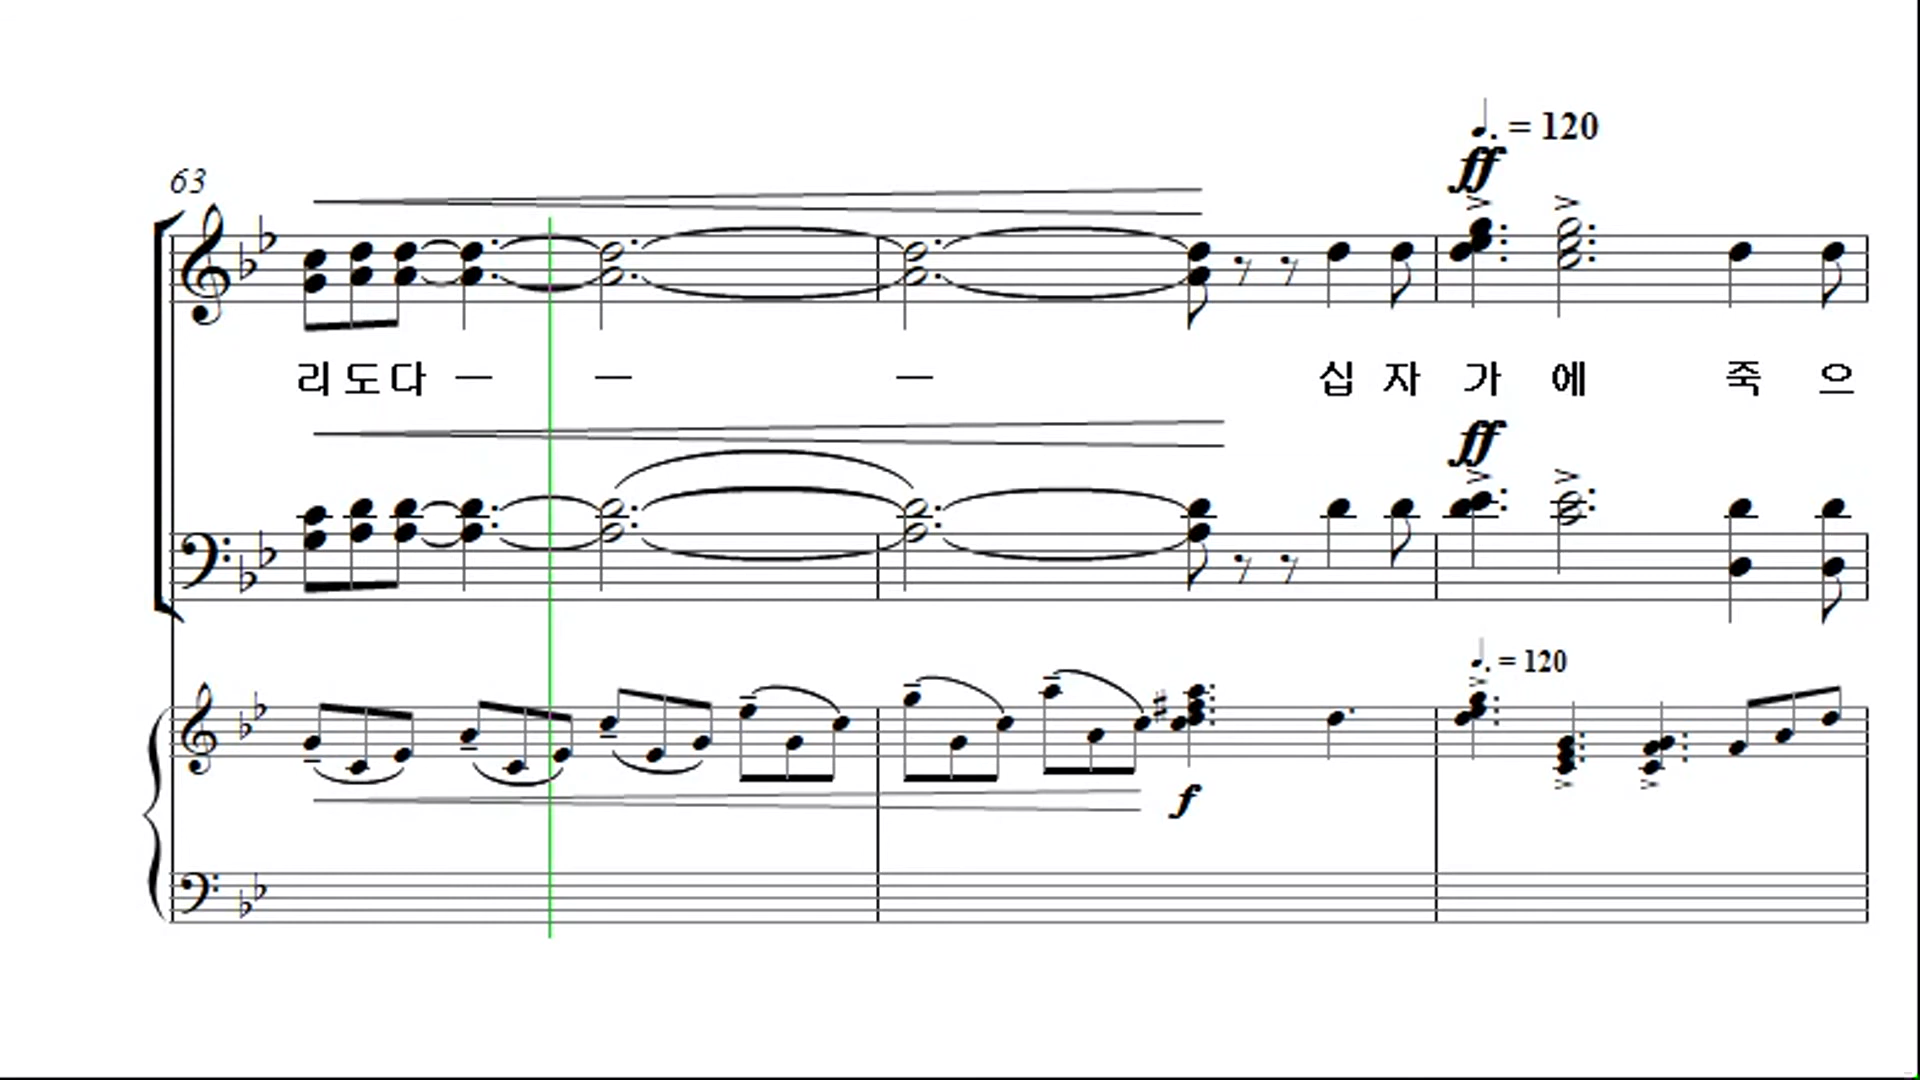 ♩. = 120
ff
63
리 도 다 — — — 십 자 가 에 죽 으
ff
♩. = 120
f